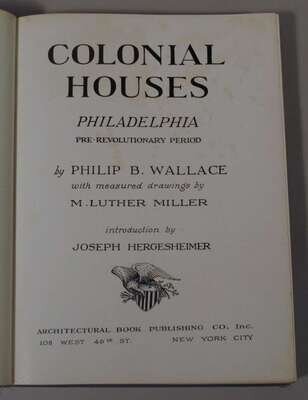 COLONIAL
HOUSES
PHILADELPHIA
PRE-REVOLUTIONARY PERIOD
by PHILIP B. WALLACE
with measured drawings by
M. LUTHER MILLER
introduction by
JOSEPH HERGESHEIMER
ARCHITECTURAL BOOK PUBLISHING CO. Inc.
108 WEST 46TH ST. NEW YORK CITY